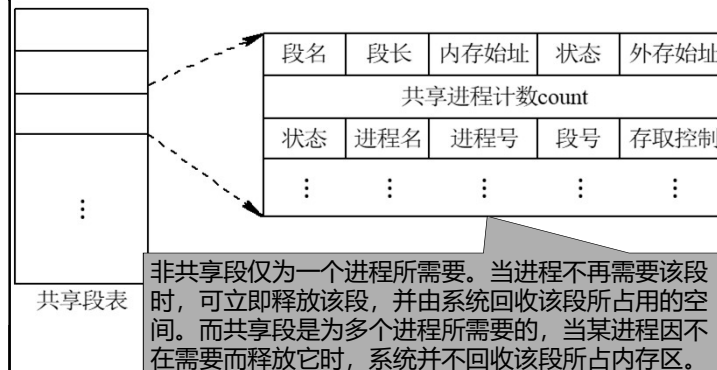 段名 段长 内存始址 状态 外存始址
共享进程计数count
状态 进程名 进程号 段号 存取控制
⋮ ⋮ ⋮ ⋮ ⋮
⋮
共享段表
非共享段仅为一个进程所需要。当进程不再需要该段
时，可立即释放该段，并由系统回收该段所占用的空
间。而共享段是为多个进程所需要的，当某进程因不
在需要而释放它时，系统并不回收该段所占内存区。